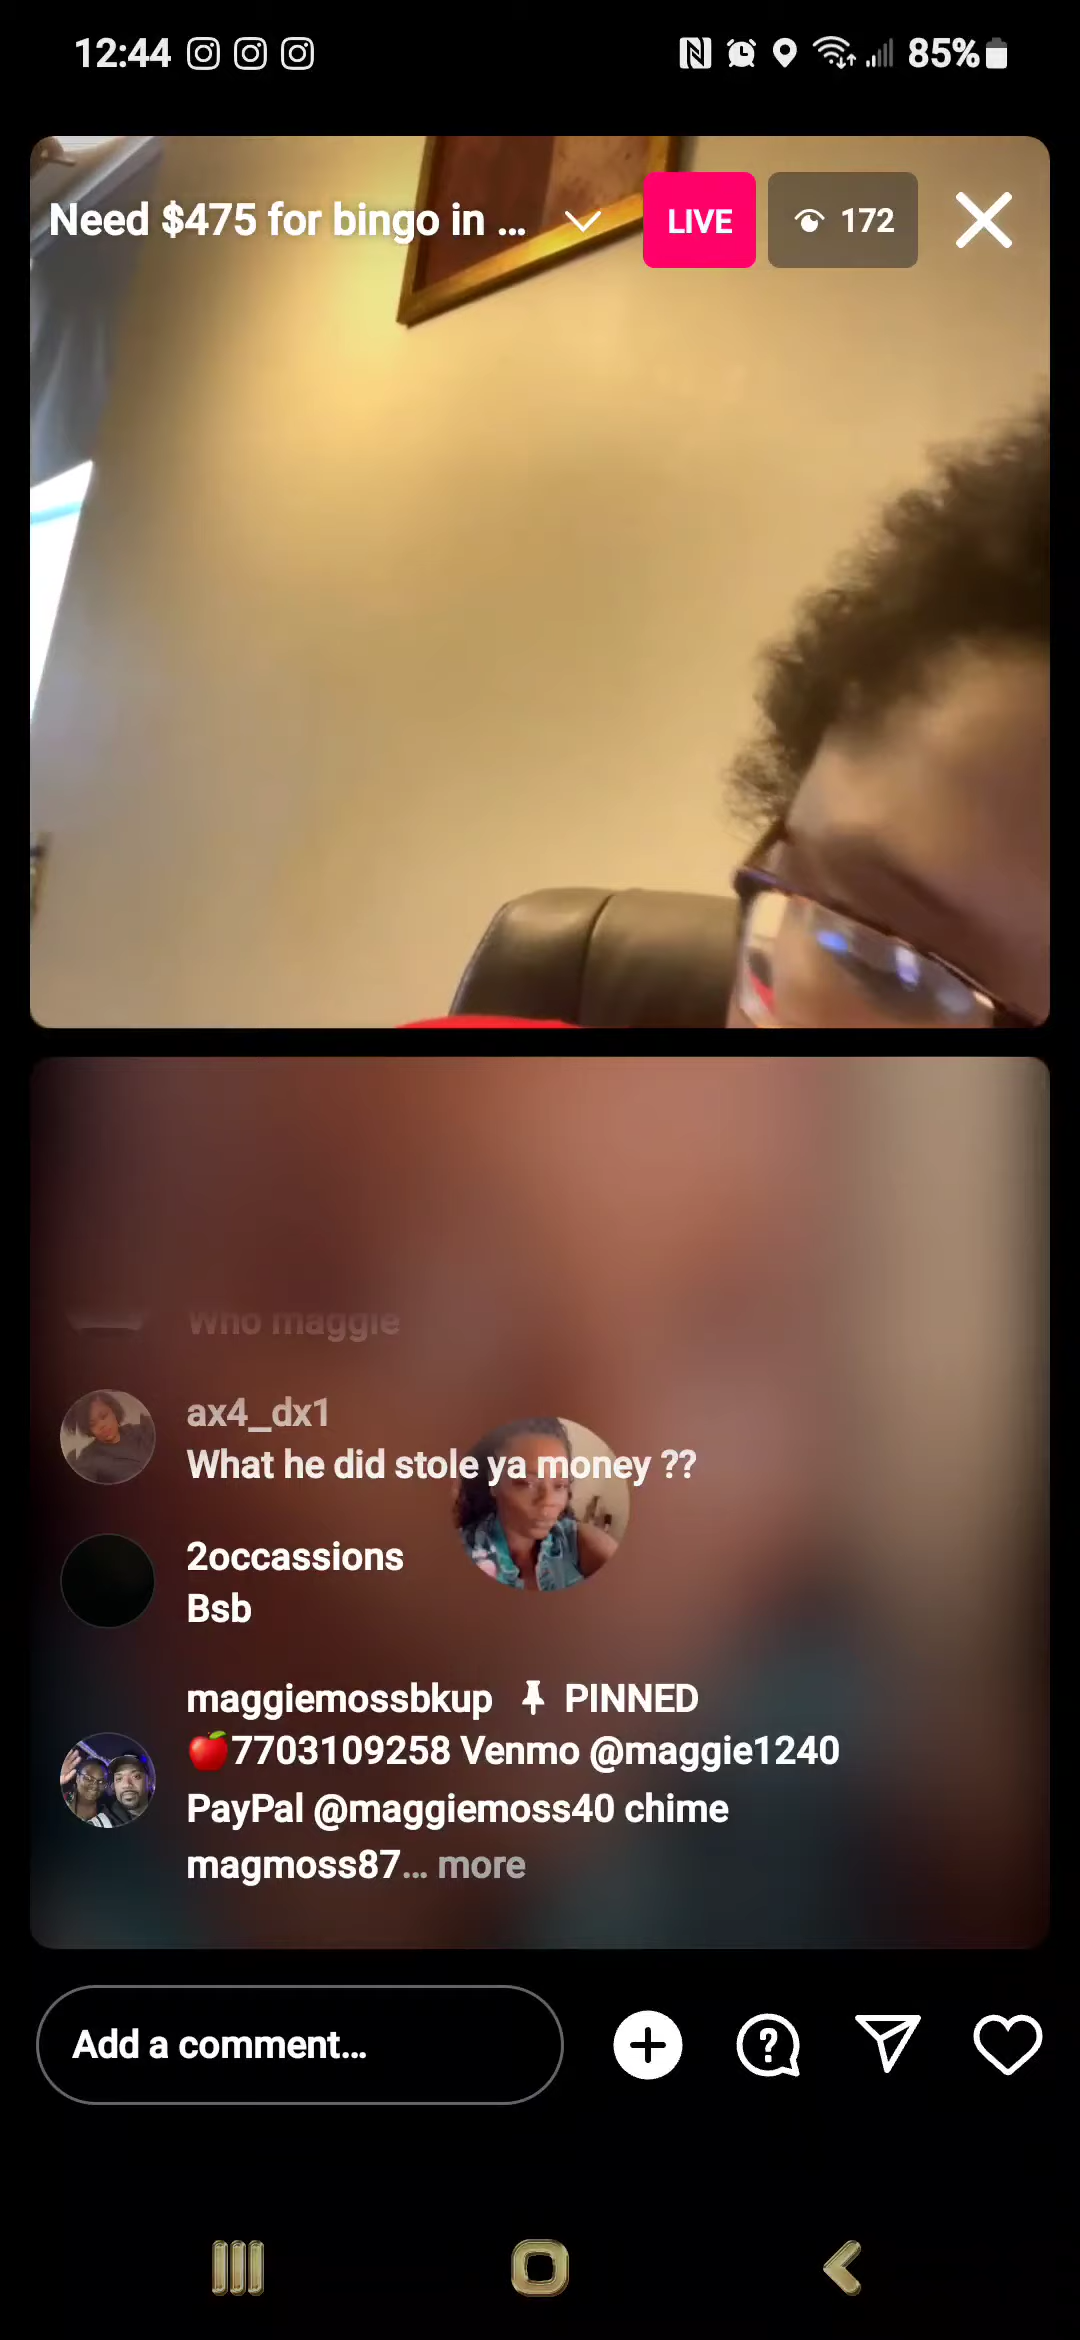 12:44
85%
Need $475 for bingo in ...
LIVE
172
Who maggie
ax4_dx1
What he did stole ya money ??
2occassions
Bsb
maggiemossbkup PINNED
🍎7703109258 Venmo @maggie1240
PayPal @maggiemoss40 chime
magmoss87... more
Add a comment...